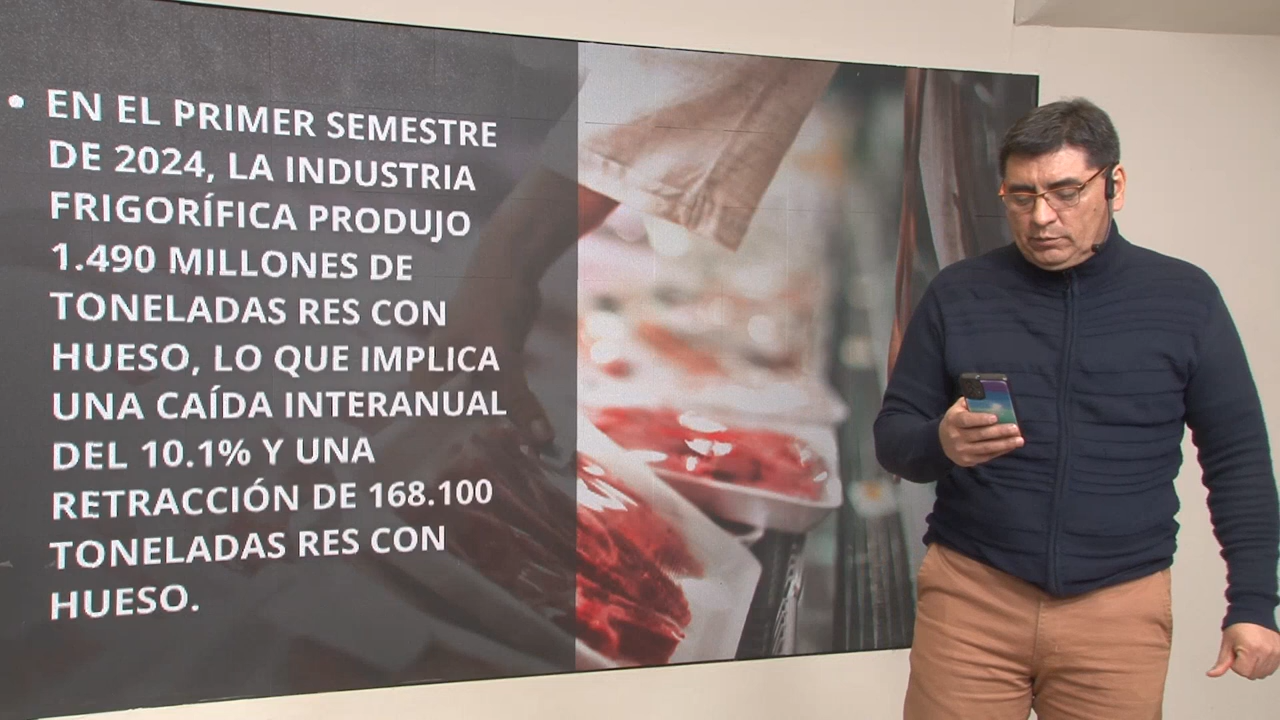 • EN EL PRIMER SEMESTRE
DE 2024, LA INDUSTRIA
FRIGORÍFICA PRODUJO
1.490 MILLONES DE
TONELADAS RES CON
HUESO, LO QUE IMPLICA
UNA CAÍDA INTERANUAL
DEL 10.1% Y UNA
RETRACCIÓN DE 168.100
TONELADAS RES CON
HUESO.